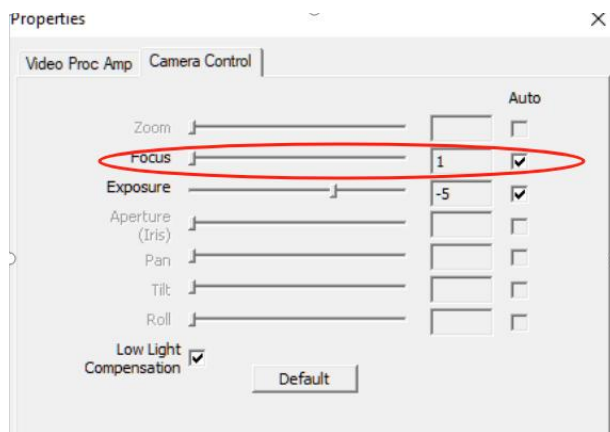 Properties
Video Proc Amp Camera Control
Auto
Zoom
Focus 1
Exposure -5
Aperture
(Iris)
Pan
Tilt
Roll
Low Light
Compensation
Default